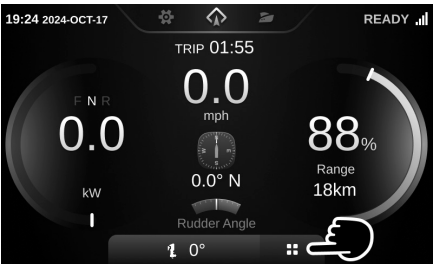 19:24 2024-OCT-17
READY
TRIP 01:55
0.0
mph
F N R
0.0
kW
88%
Range
18km
N
W
E
S
0.0° N
Rudder Angle
0°